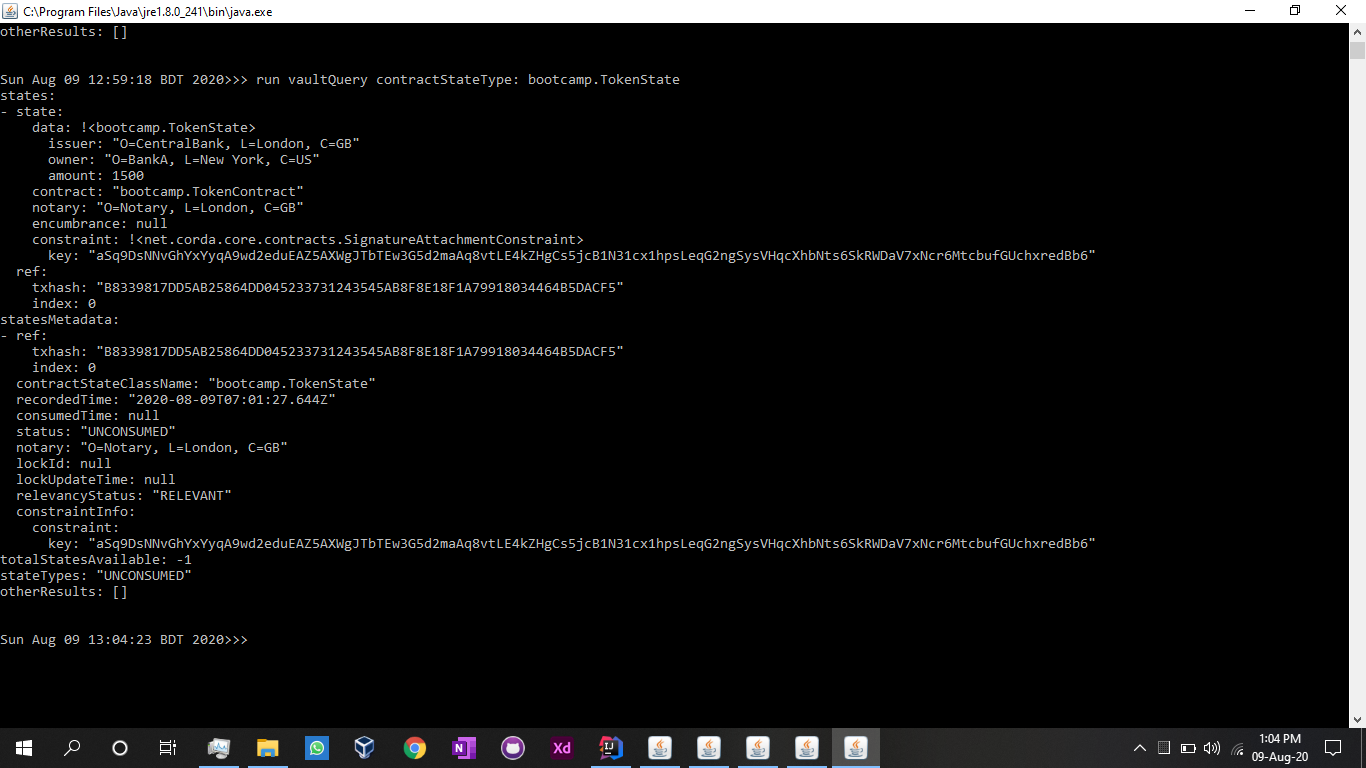 C:\Program Files\Java\jre1.8.0_241\bin\java.exe
otherResults: []
Sun Aug 09 12:59:18 BDT 2020>>> run vaultQuery contractStateType: bootcamp.TokenState
states:
- state:
    data: !<bootcamp.TokenState>
      issuer: "O=CentralBank, L=London, C=GB"
      owner: "O=BankA, L=New York, C=US"
      amount: 1500
    contract: "bootcamp.TokenContract"
    notary: "O=Notary, L=London, C=GB"
    encumbrance: null
    constraint: !<net.corda.core.contracts.SignatureAttachmentConstraint>
      key: "aSq9DsNNvGhYxYyqA9wd2eduEAZ5AXWgJTbTEw3G5d2maAq8vtLE4kZHgCs5jcB1N31cx1hpsLeqG2ngSysVHqcXhbNts6SkRWDaV7xNcr6MtcbufGUchxredBb6"
  ref:
    txhash: "B8339817DD5AB25864DD045233731243545AB8F8E18F1A79918034464B5DACF5"
    index: 0
statesMetadata:
- ref:
    txhash: "B8339817DD5AB25864DD045233731243545AB8F8E18F1A79918034464B5DACF5"
    index: 0
  contractStateClassName: "bootcamp.TokenState"
  recordedTime: "2020-08-09T07:01:27.644Z"
  consumedTime: null
  status: "UNCONSUMED"
  notary: "O=Notary, L=London, C=GB"
  lockId: null
  lockUpdateTime: null
  relevancyStatus: "RELEVANT"
  constraintInfo:
    constraint:
      key: "aSq9DsNNvGhYxYyqA9wd2eduEAZ5AXWgJTbTEw3G5d2maAq8vtLE4kZHgCs5jcB1N31cx1hpsLeqG2ngSysVHqcXhbNts6SkRWDaV7xNcr6MtcbufGUchxredBb6"
totalStatesAvailable: -1
stateTypes: "UNCONSUMED"
otherResults: []
Sun Aug 09 13:04:23 BDT 2020>>>
N
Xd
IJ
1:04 PM
09-Aug-20